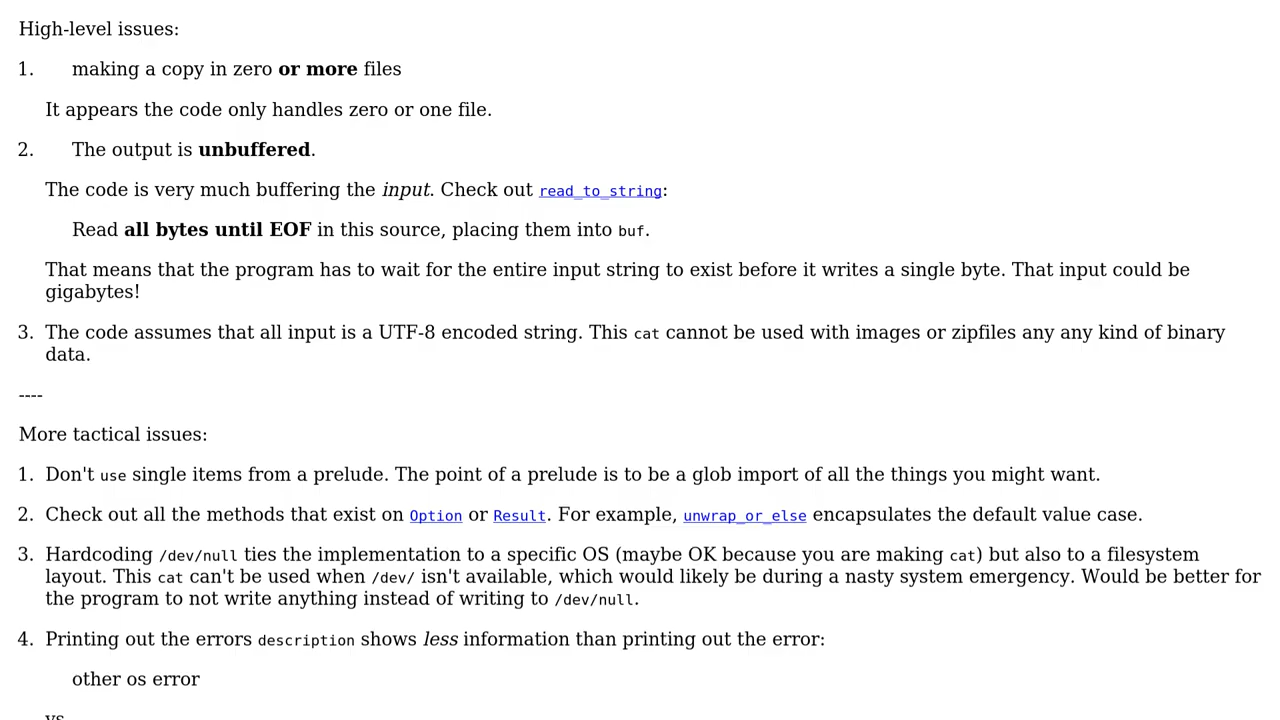 High-level issues:
1. making a copy in zero or more files
It appears the code only handles zero or one file.
2. The output is unbuffered.
The code is very much buffering the input. Check out read_to_string:
Read all bytes until EOF in this source, placing them into buf.
That means that the program has to wait for the entire input string to exist before it writes a single byte. That input could be
gigabytes!
3. The code assumes that all input is a UTF-8 encoded string. This cat cannot be used with images or zipfiles any any kind of binary
data.
----
More tactical issues:
1. Don't use single items from a prelude. The point of a prelude is to be a glob import of all the things you might want.
2. Check out all the methods that exist on Option or Result. For example, unwrap_or_else encapsulates the default value case.
3. Hardcoding /dev/null ties the implementation to a specific OS (maybe OK because you are making cat) but also to a filesystem
layout. This cat can't be used when /dev/ isn't available, which would likely be during a nasty system emergency. Would be better for
the program to not write anything instead of writing to /dev/null.
4. Printing out the errors description shows less information than printing out the error:
other os error
vs